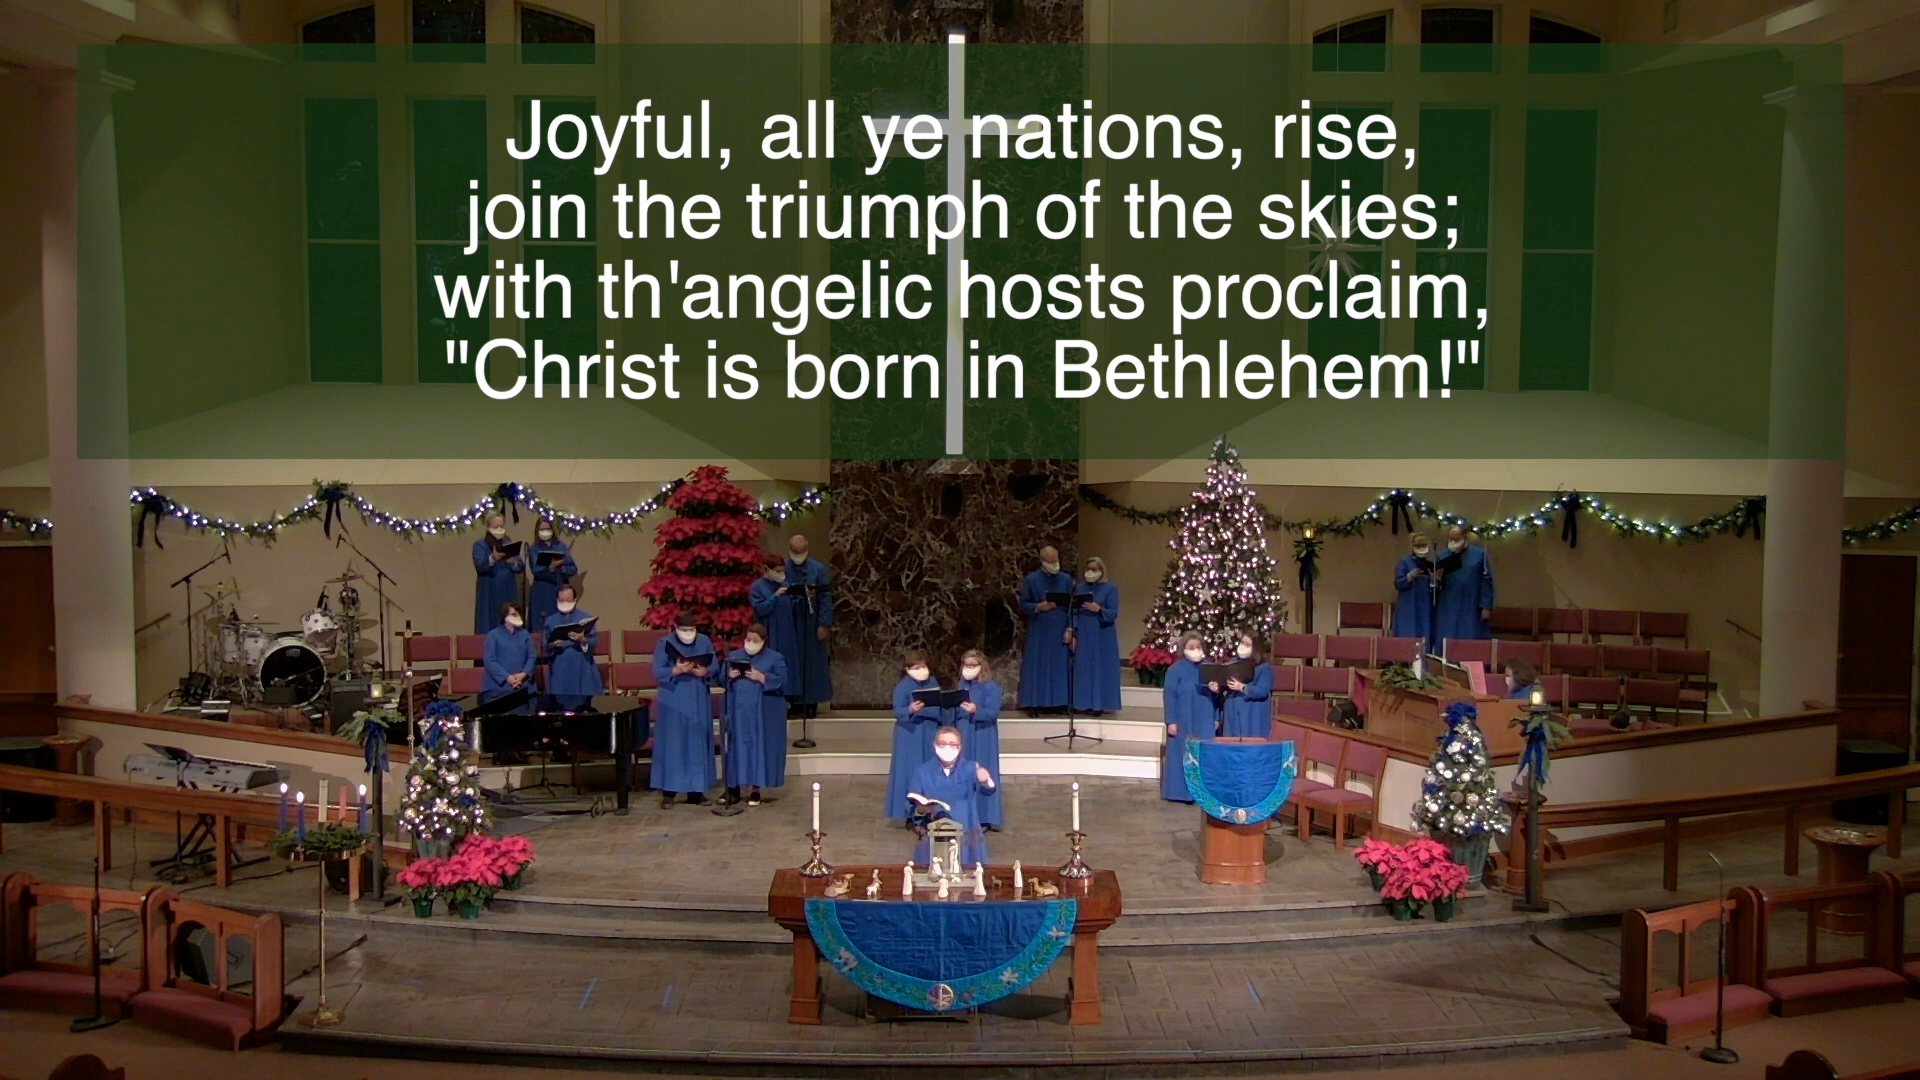 Joyful, all ye nations, rise,
join the triumph of the skies;
with th'angelic hosts proclaim,
"Christ is born in Bethlehem!"